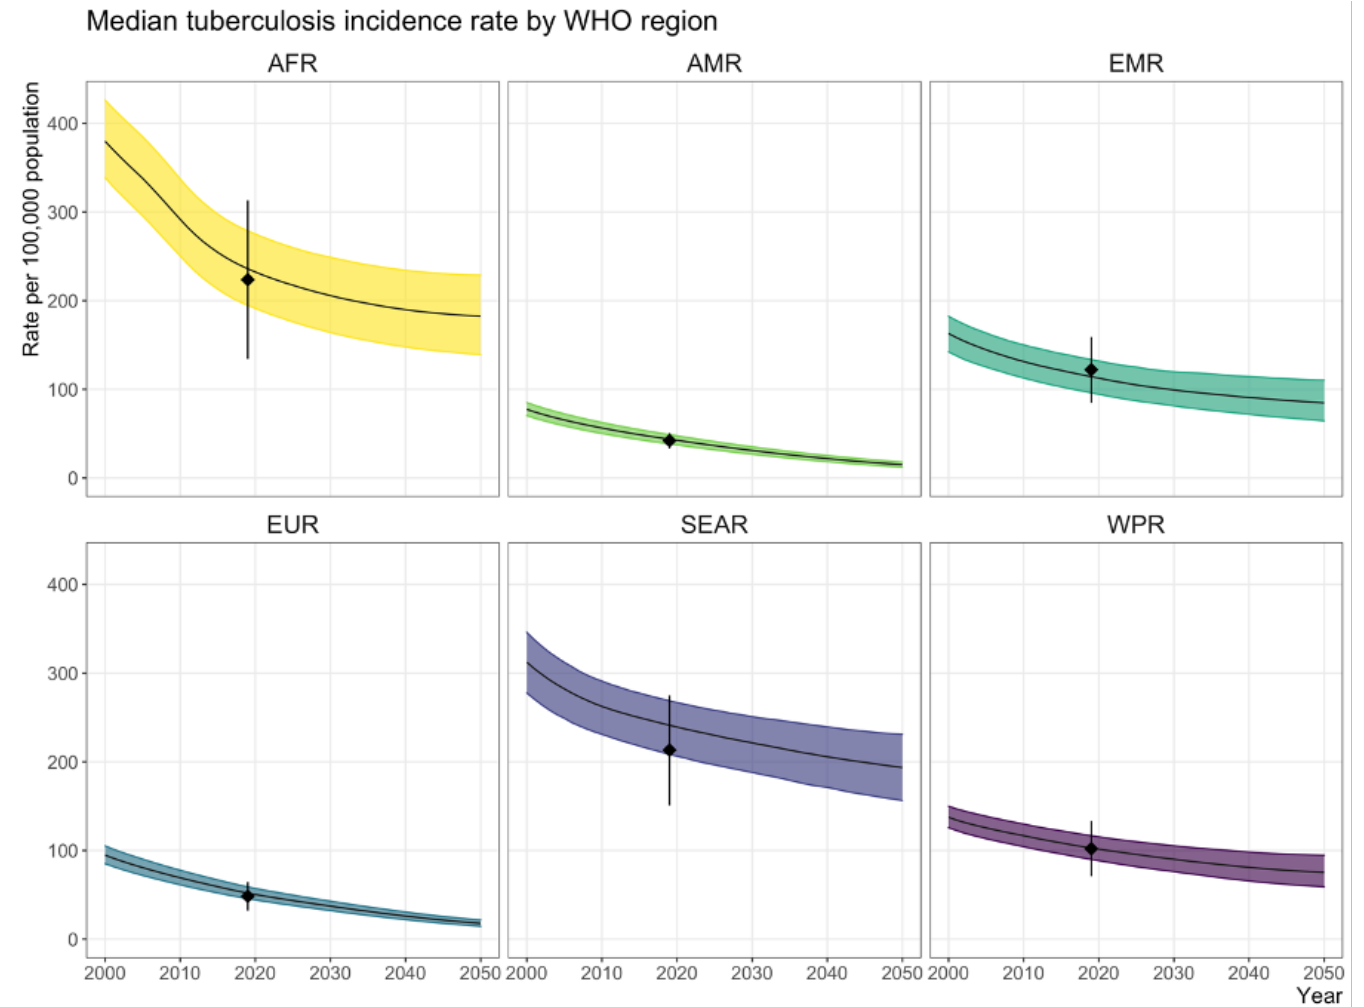 Median tuberculosis incidence rate by WHO region
AFR
AMR
EMR
Rate per 100,000 population
400
300
200
100
0
EUR
SEAR
WPR
400
300
200
100
0
2000 2010 2020 2030 2040 2050
2000 2010 2020 2030 2040 2050
2000 2010 2020 2030 2040 2050
Year